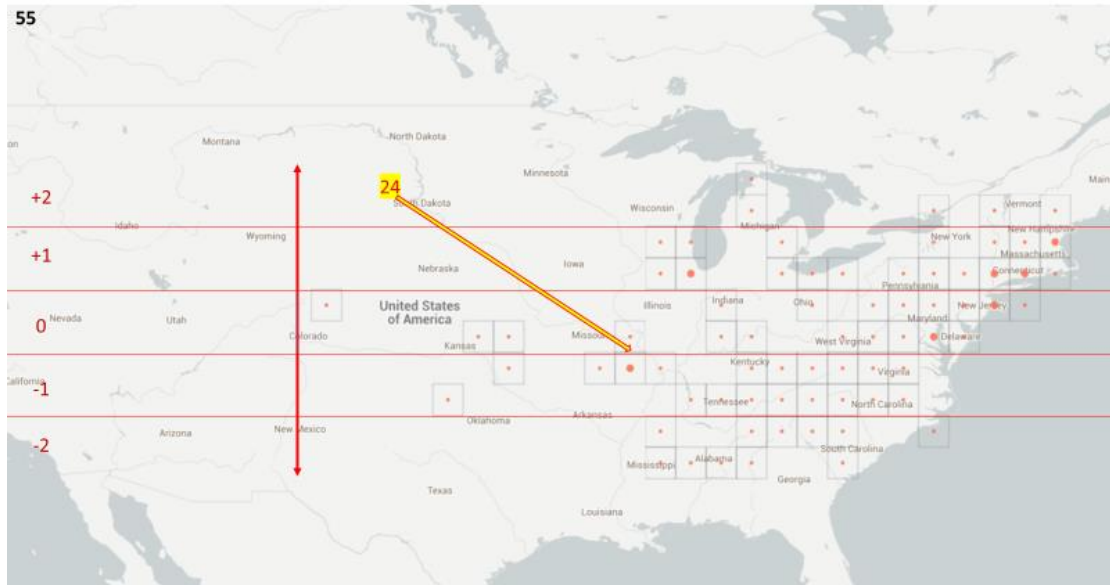 55
on
Montana
North Dakota
Minnesota
Main
+2
24
South Dakota
Wisconsin
Vermont
Michigan
Idaho
New Hampshire
Wyoming
New York
+1
Massachusetts
Iowa
Nebraska
Connecticut
Pennsylvania
Illinois
Indiana
Ohio
United States
of America
New Jersey
Nevada
Utah
0
Maryland
Colorado
Missou
Delaware
Kansas
West Virginia
Kentucky
Virginia
California
-1
Tennessee
North Carolina
Arkansas
Oklahoma
Arizona
New Mexico
-2
South Carolina
Alabama
Mississippi
Georgia
Texas
Louisiana